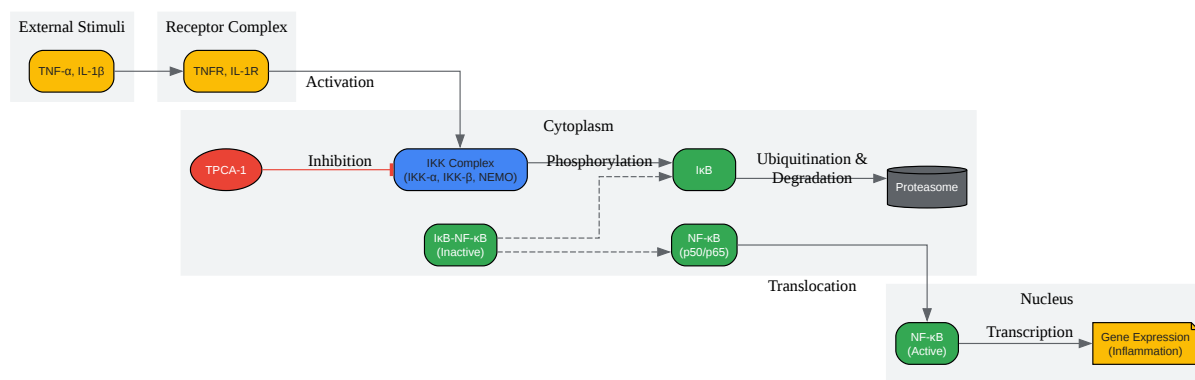 External Stimuli
Receptor Complex
TNF-α, IL-1β
TNFR, IL-1R
Activation
Cytoplasm
TPCA-1
Inhibition
IKK Complex
(IKK-α, IKK-β, NEMO)
Phosphorylation
IκB
Ubiquitination &
Degradation
Proteasome
IκB-NF-κB
(Inactive)
NF-κB
(p50/p65)
Translocation
Nucleus
NF-κB
(Active)
Transcription
Gene Expression
(Inflammation)